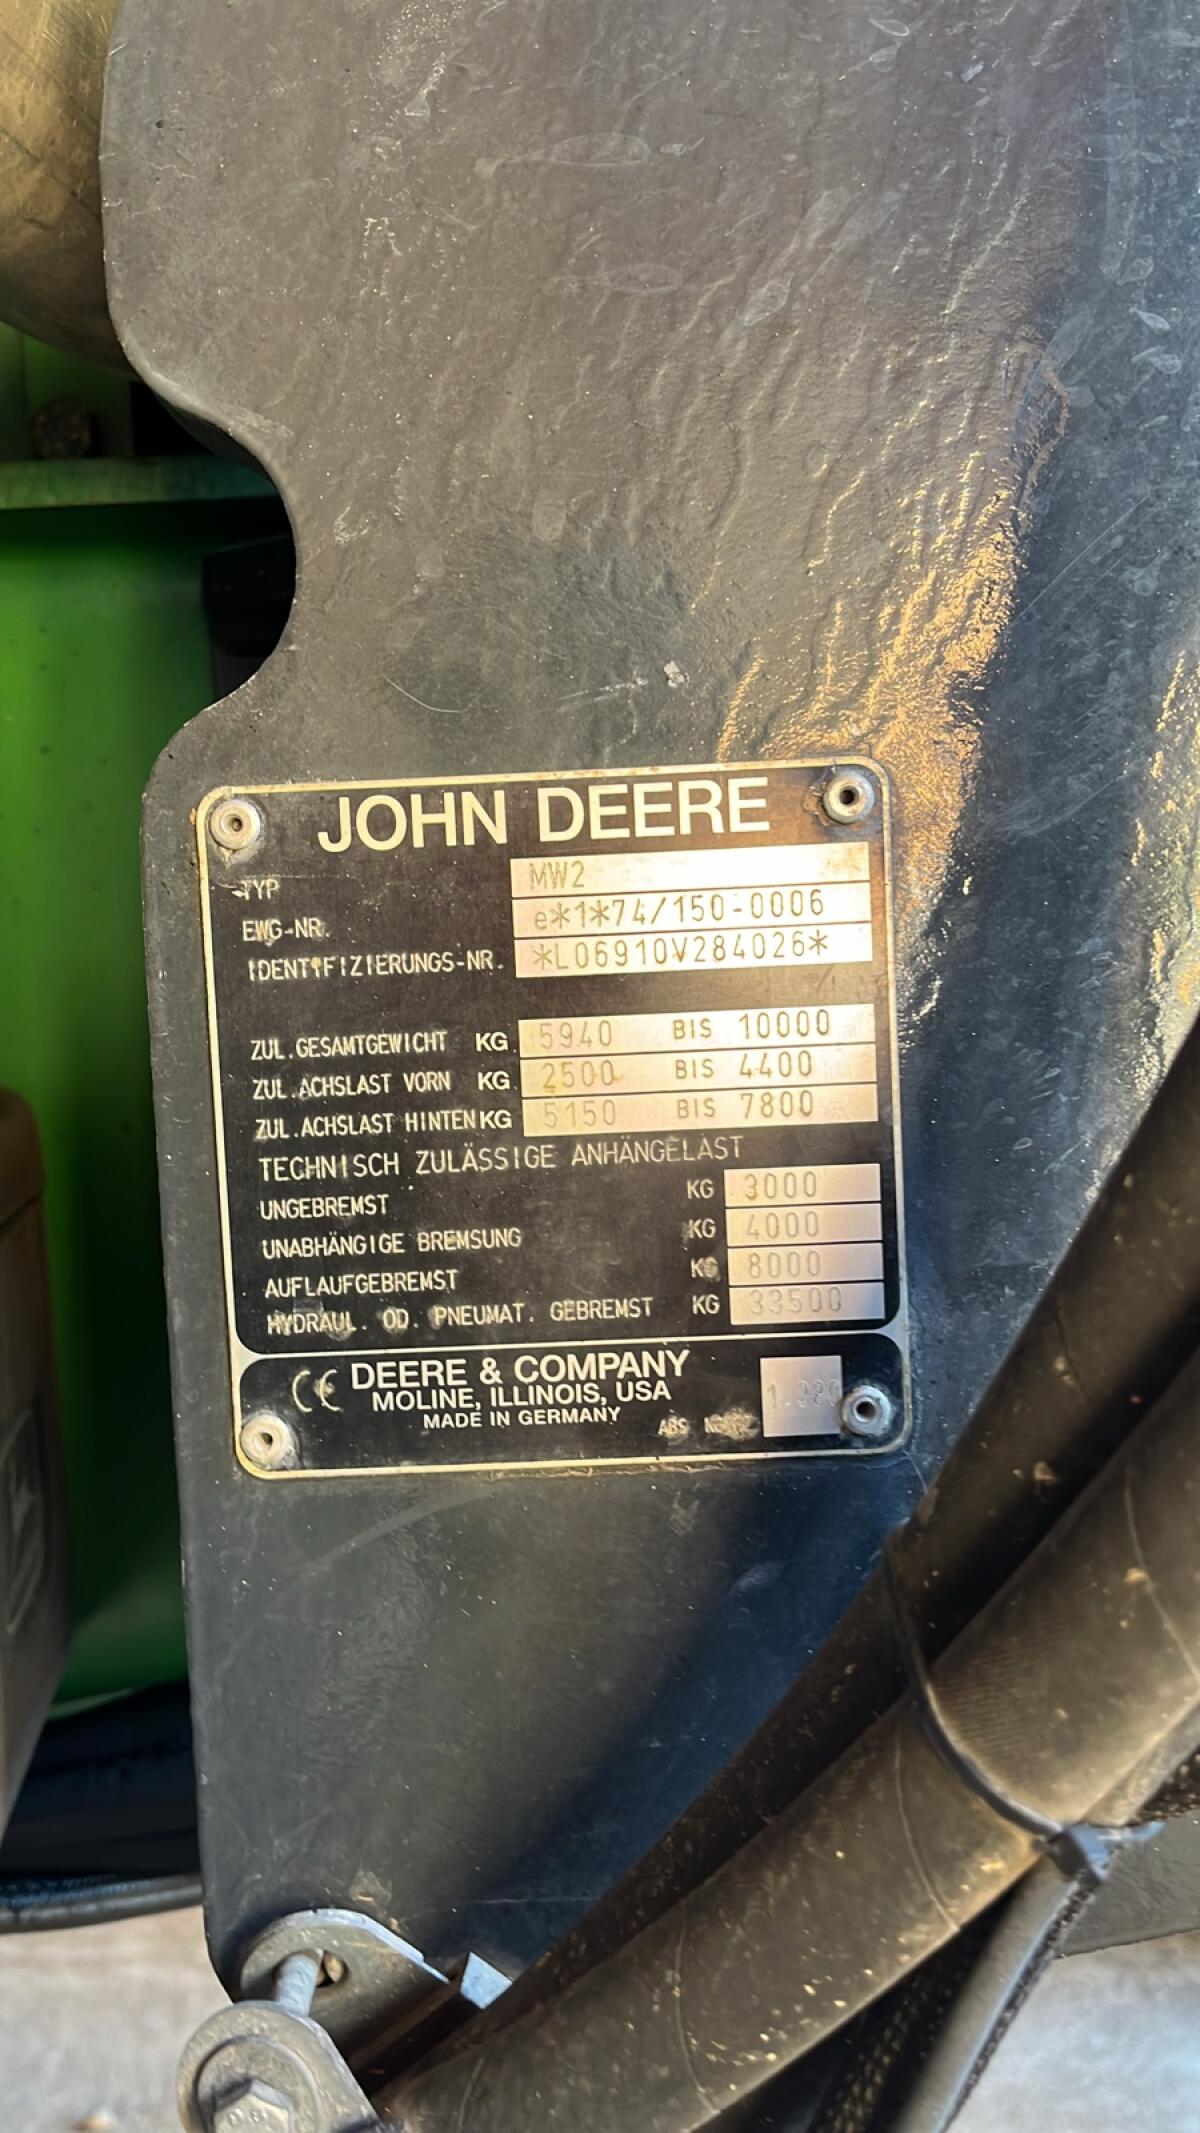 JOHN DEERE
TYP MW2
EWG-NR. e*1*74/150-0006
IDENTIFIZIERUNGS-NR. *L06910V284026*
ZUL.GESAMTGEWICHT KG 5940 BIS 10000
ZUL.ACHSLAST VORN KG 2500 BIS 4400
ZUL.ACHSLAST HINTEN KG 5150 BIS 7800
TECHNISCH ZULÄSSIGE ANHÄNGELAST
UNGEBREMST KG 3000
UNABHÄNGIGE BREMSUNG KG 4000
AUFLAUFGEBREMST KG 8000
HYDRAUL. OD. PNEUMAT. GEBREMST KG 33500
CE DEERE & COMPANY
MOLINE, ILLINOIS, USA
MADE IN GERMANY
ABS